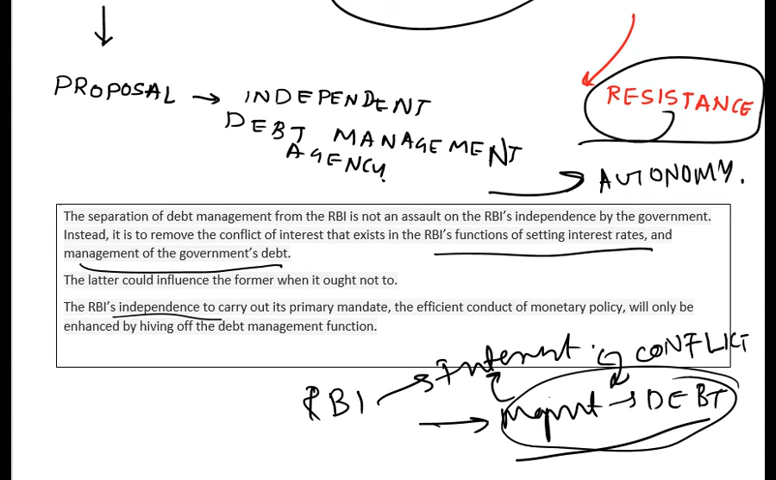 PROPOSAL → INDEPENDENT
DEBT MANAGEMENT
AGENCY.
RESISTANCE
→ AUTONOMY.
The separation of debt management from the RBI is not an assault on the RBI's independence by the government.
Instead, it is to remove the conflict of interest that exists in the RBI's functions of setting interest rates, and
management of the government's debt.
The latter could influence the former when it ought not to.
The RBI's independence to carry out its primary mandate, the efficient conduct of monetary policy, will only be
enhanced by hiving off the debt management function.
RBI → Interest CONFLICT
→ mgmnt → DEBT